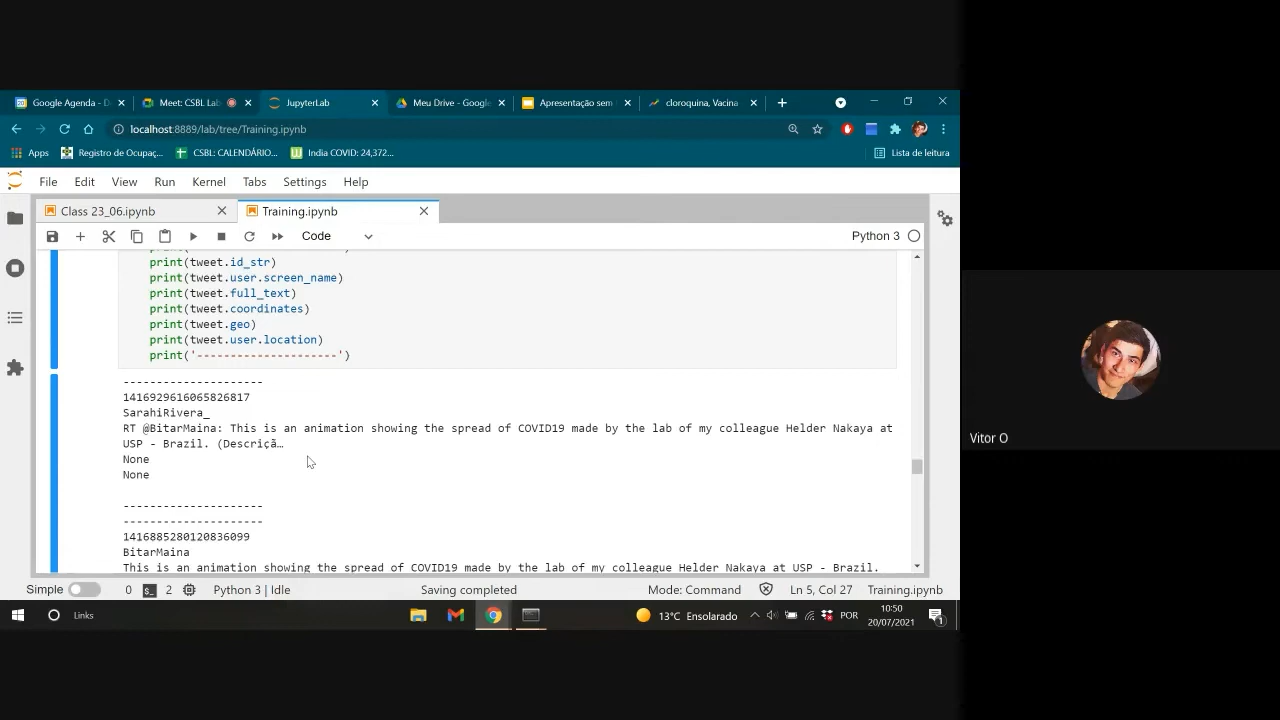 Google Agenda - D
Meet: CSBL Lab
JupyterLab
Meu Drive - Google
Apresentação sem
cloroquina, Vacina
localhost:8889/lab/tree/Training.ipynb
Apps
Registro de Ocupaç...
CSBL: CALENDÁRIO...
India COVID: 24,372...
Lista de leitura
File Edit View Run Kernel Tabs Settings Help
Class 23_06.ipynb
Training.ipynb
Code
Python 3
print(tweet.id_str)
print(tweet.user.screen_name)
print(tweet.full_text)
print(tweet.coordinates)
print(tweet.geo)
print(tweet.user.location)
print('---------------------')
---------------------
1416929616065826817
SarahiRivera_
RT @BitarMaina: This is an animation showing the spread of COVID19 made by the lab of my colleague Helder Nakaya at
USP - Brazil. (Descriçã…
None
None
---------------------
---------------------
1416885280120836099
BitarMaina
This is an animation showing the spread of COVID19 made by the lab of my colleague Helder Nakaya at USP - Brazil.
Simple 0 2 Python 3 | Idle Saving completed Mode: Command Ln 5, Col 27 Training.ipynb
Links
13°C Ensolarado
POR
10:50
20/07/2021
1
Vitor O